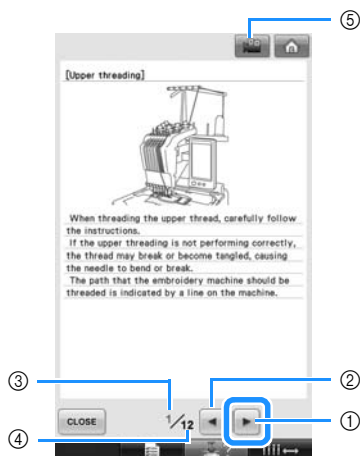 ⑤
[Upper threading]
When threading the upper thread, carefully follow
the instructions.
If the upper threading is not performing correctly,
the thread may break or become tangled, causing
the needle to bend or break.
The path that the embroidery machine should be
threaded is indicated by a line on the machine.
③
②
CLOSE
1/12
①
④